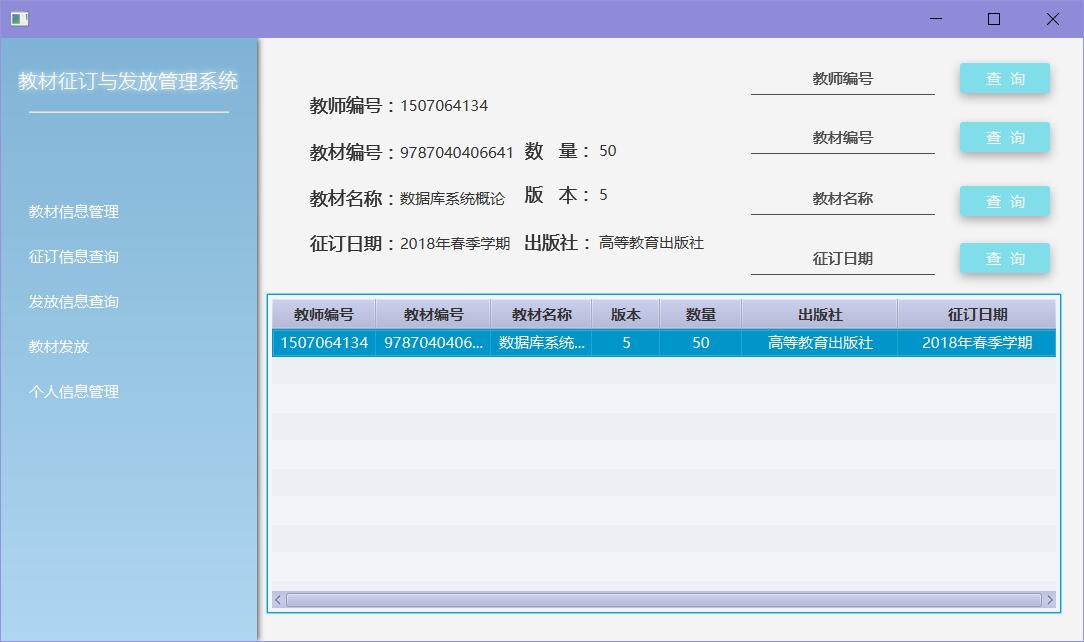 教材征订与发放管理系统
教材信息管理
征订信息查询
发放信息查询
教材发放
个人信息管理
教师编号：1507064134
教材编号：9787040406641 数 量：50
教材名称：数据库系统概论 版 本：5
征订日期：2018年春季学期 出版社：高等教育出版社
教师编号 查 询
教材编号 查 询
教材名称 查 询
征订日期 查 询
教师编号 教材编号 教材名称 版本 数量 出版社 征订日期
1507064134 9787040406... 数据库系统... 5 50 高等教育出版社 2018年春季学期